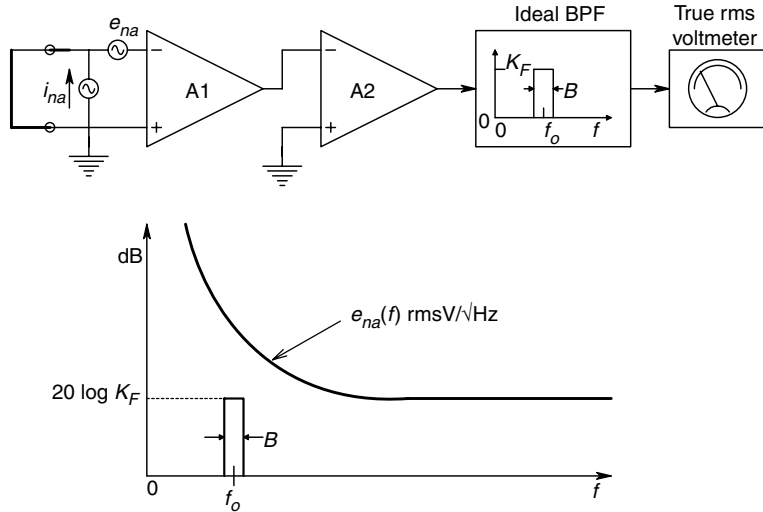 Ideal BPF
True rms
voltmeter
e_na
i_na
−
+
A1
−
+
A2
K_F
B
0
0
f_o
f
dB
e_na(f) rmsV/√Hz
20 log K_F
B
0
f_o
f